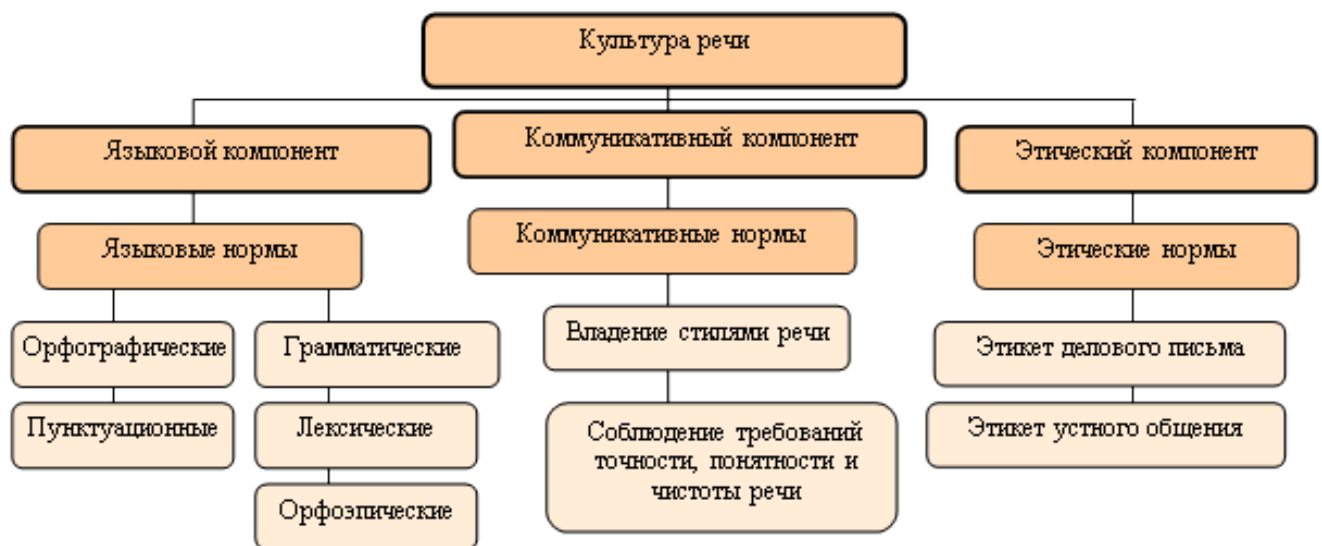 Культура речи
Языковой компонент
Коммуникативный компонент
Этический компонент
Языковые нормы
Коммуникативные нормы
Этические нормы
Орфографические
Грамматические
Владение стилями речи
Этикет делового письма
Пунктуационные
Лексические
Соблюдение требований
точности, понятности и
чистоты речи
Этикет устного общения
Орфоэпические